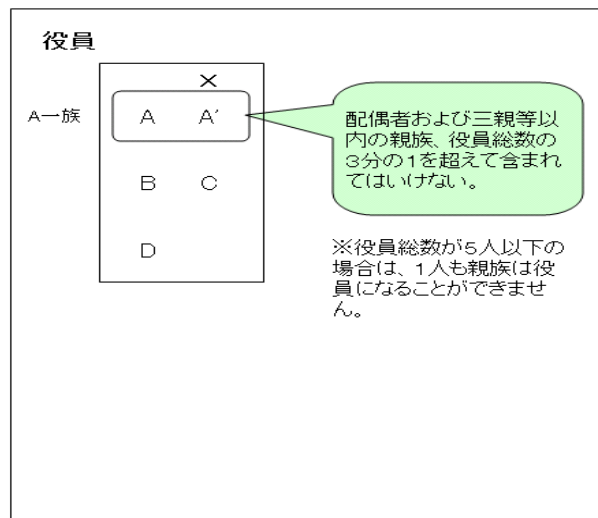 役員
×
A一族
A A’
B C
D
配偶者および三親等以
内の親族、役員総数の
3分の1を超えて含まれ
てはいけない。
※役員総数が5人以下の
場合は、1人も親族は役
員になることができませ
ん。